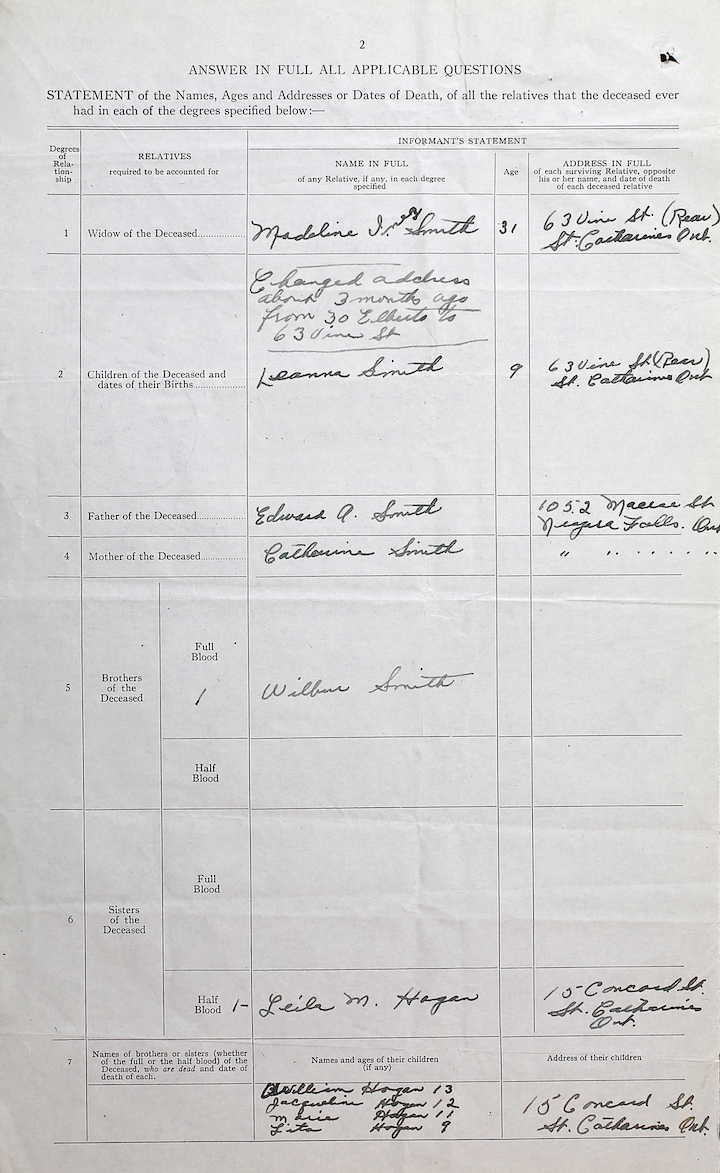 2
ANSWER IN FULL ALL APPLICABLE QUESTIONS
STATEMENT of the Names, Ages and Addresses or Dates of Death, of all the relatives that the deceased ever
had in each of the degrees specified below:—
Degrees of Rela- tion- ship
RELATIVES
required to be accounted for
INFORMANT'S STATEMENT
NAME IN FULL
of any Relative, if any, in each degree
specified
Age
ADDRESS IN FULL
of each surviving Relative, opposite
his or her name, and date of death
of each deceased relative
1 Widow of the Deceased
Madeline Smith 31
63 Vine St. (Rear)
St. Catharines Ont.
Changed address
about 3 months ago
from 30 to
63 Vine St
2 Children of the Deceased and
dates of their Births
Leanna Smith 9
63 Vine St (Rear)
St. Catharines Ont
3 Father of the Deceased
Edward A. Smith
1052 St
Niagra Falls. Ont
4 Mother of the Deceased
Catherine Smith
" " . . . . . ..
5
Brothers
of the
Deceased
Full
Blood
1
Wilbur Smith
Half
Blood
6
Sisters
of the
Deceased
Full
Blood
Half
Blood 1-
Leila M. Hogan
15 Concord St.
St. Catharines
Ont.
7
Names of brothers or sisters (whether
of the full or the half blood) of the
Deceased, who are dead and date of
death of each.
Names and ages of their children
(if any)
Address of their children
William Hogan 13
Jacqueline Hogan 12
Marie Hogan 11
Lita Hogan 9
15 Concord St.
St. Catharines Ont.